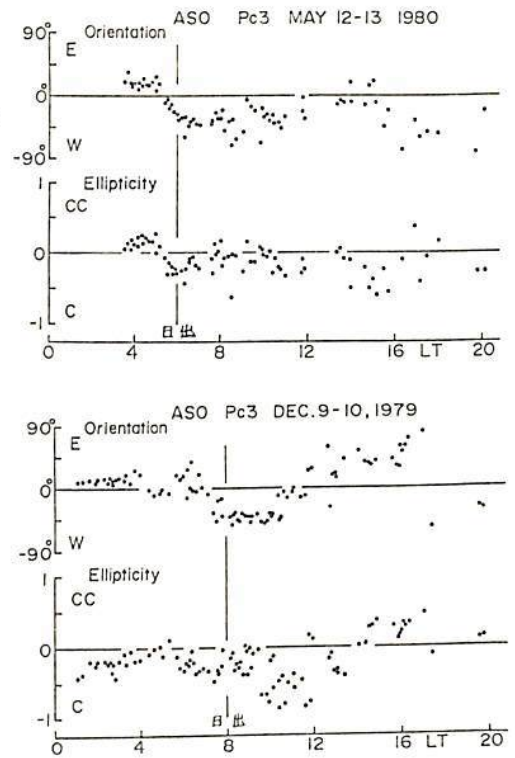 ASO Pc3 MAY 12-13 1980
90°
Orientation
E
0
W
-90°
1
Ellipticity
CC
0
C
-1
日出
4 8 12 16 LT 20
ASO Pc3 DEC. 9-10, 1979
90°
Orientation
E
0
W
-90°
1
Ellipticity
CC
0
C
-1
日出
0 4 8 12 16 LT 20